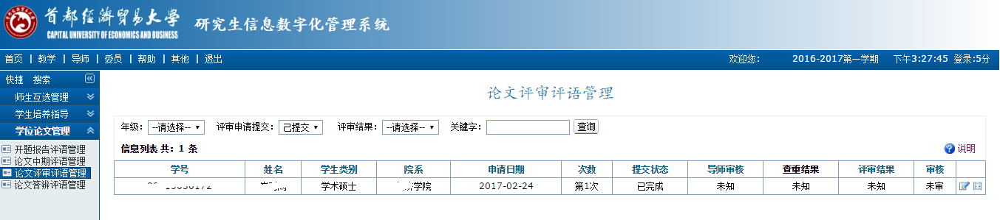 首都经济贸易大学
CAPITAL UNIVERSITY OF ECONOMICS AND BUSINESS
研究生信息数字化管理系统
首页 | 教学 | 导师 | 委员 | 帮助 | 其他 | 退出
欢迎您: 2016-2017第一学期 下午3:27:45 登录:5分
快捷 搜索
师生互选管理
学生培养指导
学位论文管理
开题报告评语管理
论文中期评语管理
论文评审评语管理
论文答辨评语管理
论文评审评语管理
年级: --请选择-- 评审申请提交: 已提交 评审结果: --请选择-- 关键字: 查询
信息列表 共: 1 条 说明
学号 姓名 学生类别 院系 申请日期 次数 提交状态 导师审核 查重结果 评审结果 审核
学术硕士 学院 2017-02-24 第1次 已完成 未知 未知 未知 未审